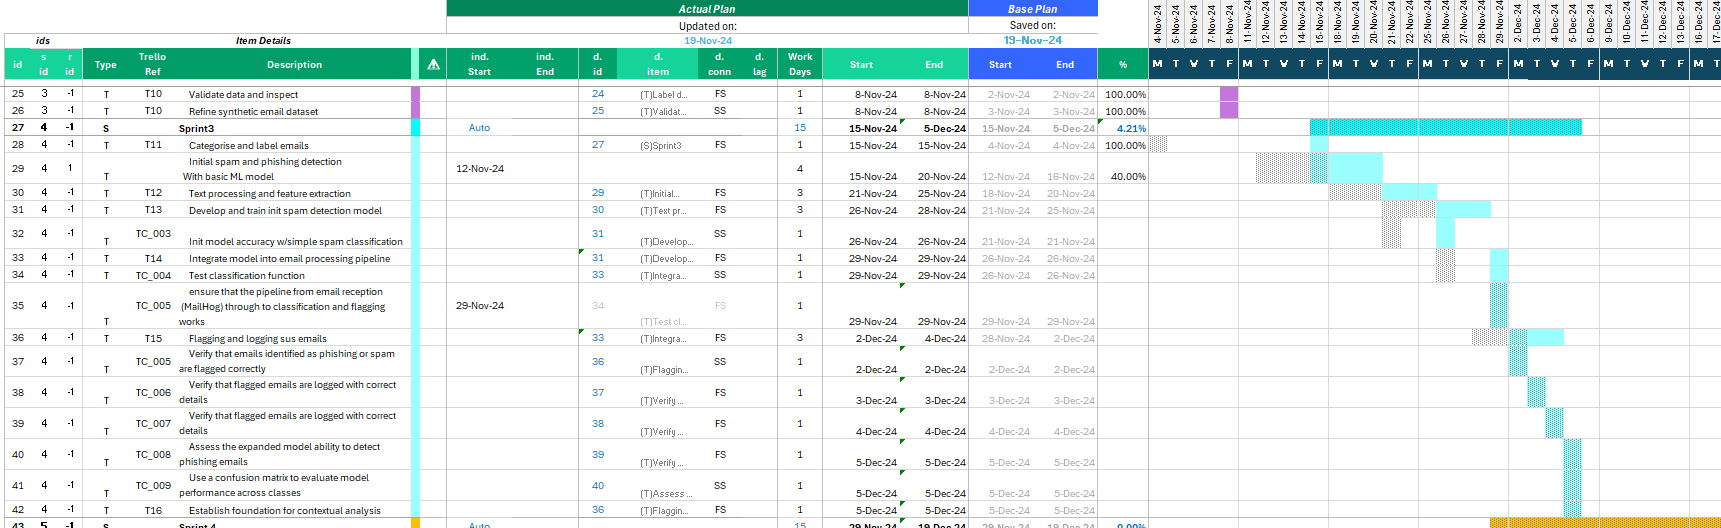 Actual Plan Base Plan
Updated on: Saved on:
ids Item Details 19-Nov-24 19-Nov-24
4-Nov-24 5-Nov-24 6-Nov-24 7-Nov-24 8-Nov-24 11-Nov-24 12-Nov-24 13-Nov-24 14-Nov-24 15-Nov-24 18-Nov-24 19-Nov-24 20-Nov-24 21-Nov-24 22-Nov-24 25-Nov-24 26-Nov-24 27-Nov-24 28-Nov-24 29-Nov-24 2-Dec-24 3-Dec-24 4-Dec-24 5-Dec-24 6-Dec-24 9-Dec-24 10-Dec-24 11-Dec-24 12-Dec-24 13-Dec-24 16-Dec-24 17-Dec-24
id s id r id Type Trello Ref Description ⚠ ind. Start ind. End d. id d. item d. conn d. lag Work Days Start End Start End % M T W T F M T W T F M T W T F M T W T F M T W T F M T W T F M T
25 3 -1 T T10 Validate data and inspect 24 (T)Label d... FS 1 8-Nov-24 8-Nov-24 2-Nov-24 2-Nov-24 100.00%
26 3 -1 T T10 Refine synthetic email dataset 25 (T)Validat... SS 1 8-Nov-24 8-Nov-24 3-Nov-24 3-Nov-24 100.00%
27 4 -1 S Sprint3 Auto 15 15-Nov-24 5-Dec-24 15-Nov-24 5-Dec-24 4.21%
28 4 -1 T T11 Categorise and label emails 27 (S)Sprint3 FS 1 15-Nov-24 15-Nov-24 4-Nov-24 4-Nov-24 100.00%
29 4 1 T Initial spam and phishing detection
With basic ML model 12-Nov-24 4 15-Nov-24 20-Nov-24 12-Nov-24 16-Nov-24 40.00%
30 4 -1 T T12 Text processing and feature extraction 29 (T)Initial... FS 3 21-Nov-24 25-Nov-24 18-Nov-24 20-Nov-24
31 4 -1 T T13 Develop and train init spam detection model 30 (T)Text pr... FS 3 26-Nov-24 28-Nov-24 21-Nov-24 25-Nov-24
32 4 -1 T TC_003 Init model accuracy w/simple spam classification 31 (T)Develop... SS 1 26-Nov-24 26-Nov-24 21-Nov-24 21-Nov-24
33 4 -1 T T14 Integrate model into email processing pipeline 31 (T)Develop... FS 1 29-Nov-24 29-Nov-24 26-Nov-24 26-Nov-24
34 4 -1 T TC_004 Test classification function 33 (T)Integra... SS 1 29-Nov-24 29-Nov-24 26-Nov-24 26-Nov-24
35 4 -1 T TC_005 ensure that the pipeline from email reception
(MailHog) through to classification and flagging
works 29-Nov-24 34 (T)Test cl... FS 1 29-Nov-24 29-Nov-24 29-Nov-24 29-Nov-24
36 4 -1 T T15 Flagging and logging sus emails 33 (T)Integra... FS 3 2-Dec-24 4-Dec-24 28-Nov-24 2-Dec-24
37 4 -1 T TC_005 Verify that emails identified as phishing or spam
are flagged correctly 36 (T)Flaggin... SS 1 2-Dec-24 2-Dec-24 2-Dec-24 2-Dec-24
38 4 -1 T TC_006 Verify that flagged emails are logged with correct
details 37 (T)Verify ... FS 1 3-Dec-24 3-Dec-24 3-Dec-24 3-Dec-24
39 4 -1 T TC_007 Verify that flagged emails are logged with correct
details 38 (T)Verify ... FS 1 4-Dec-24 4-Dec-24 4-Dec-24 4-Dec-24
40 4 -1 T TC_008 Assess the expanded model ability to detect
phishing emails 39 (T)Verify ... FS 1 5-Dec-24 5-Dec-24 5-Dec-24 5-Dec-24
41 4 -1 T TC_009 Use a confusion matrix to evaluate model
performance across classes 40 (T)Assess ... SS 1 5-Dec-24 5-Dec-24 5-Dec-24 5-Dec-24
42 4 -1 T T16 Establish foundation for contextual analysis 36 (T)Flaggin... FS 1 5-Dec-24 5-Dec-24 5-Dec-24 5-Dec-24
43 5 -1 S Sprint 4 Auto 15 29-Nov-24 19-Dec-24 29-Nov-24 19-Dec-24 0.00%